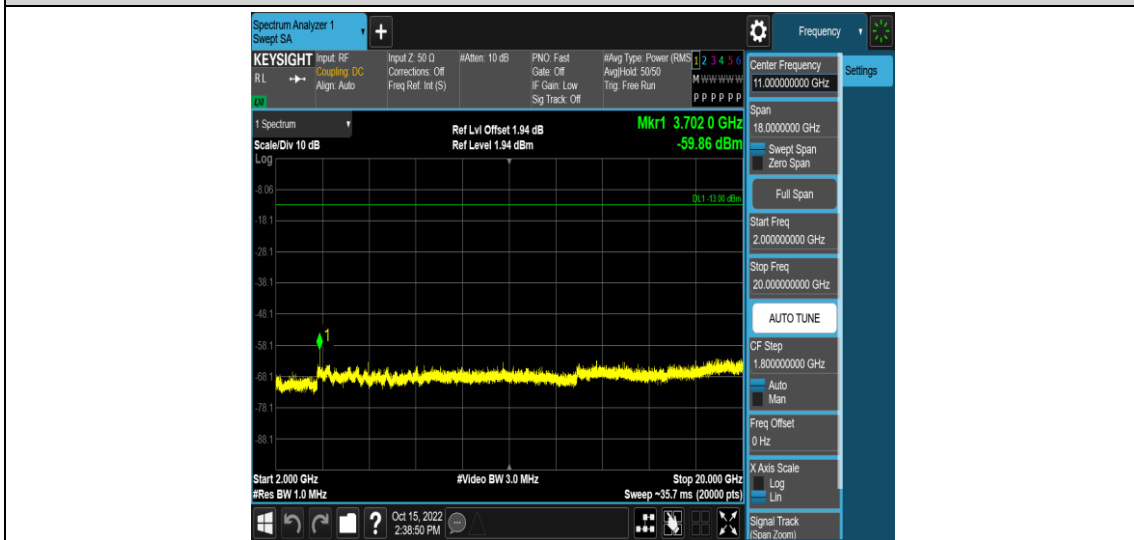 Spectrum Analyzer 1
Swept SA
+
Frequency
KEYSIGHT
RL
LXI
Input: RF
Coupling: DC
Align: Auto
Input Z: 50 Ω
Corrections: Off
Freq Ref: Int (S)
#Atten: 10 dB
PNO: Fast
Gate: Off
IF Gain: Low
Sig Track: Off
#Avg Type: Power (RMS
Avg|Hold: 50/50
Trig: Free Run
1 2 3 4 5 6
M W W W W W
P P P P P P
Center Frequency
11.000000000 GHz
Settings
Span
18.0000000 GHz
Swept Span
Zero Span
Full Span
Start Freq
2.000000000 GHz
Stop Freq
20.000000000 GHz
AUTO TUNE
CF Step
1.800000000 GHz
Auto
Man
Freq Offset
0 Hz
X Axis Scale
Log
Lin
Signal Track
(Span Zoom)
1 Spectrum
Scale/Div 10 dB
Log
Ref Lvl Offset 1.94 dB
Ref Level 1.94 dBm
Mkr1 3.702 0 GHz
-59.86 dBm
-8.06
DL1 -13.00 dBm
-18.1
-28.1
-38.1
-48.1
1
-58.1
-68.1
-78.1
-88.1
Start 2.000 GHz
#Video BW 3.0 MHz
Stop 20.000 GHz
#Res BW 1.0 MHz
Sweep ~35.7 ms (20000 pts)
?
Oct 15, 2022
2:38:50 PM